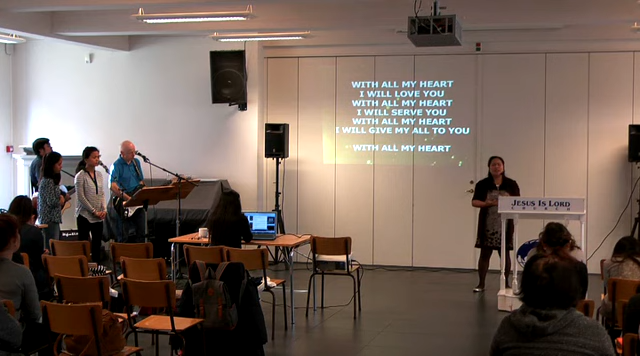 WITH ALL MY HEART
I WILL LOVE YOU
WITH ALL MY HEART
I WILL SERVE YOU
WITH ALL MY HEART
I WILL GIVE MY ALL TO YOU
WITH ALL MY HEART
JESUS IS LORD
CHURCH